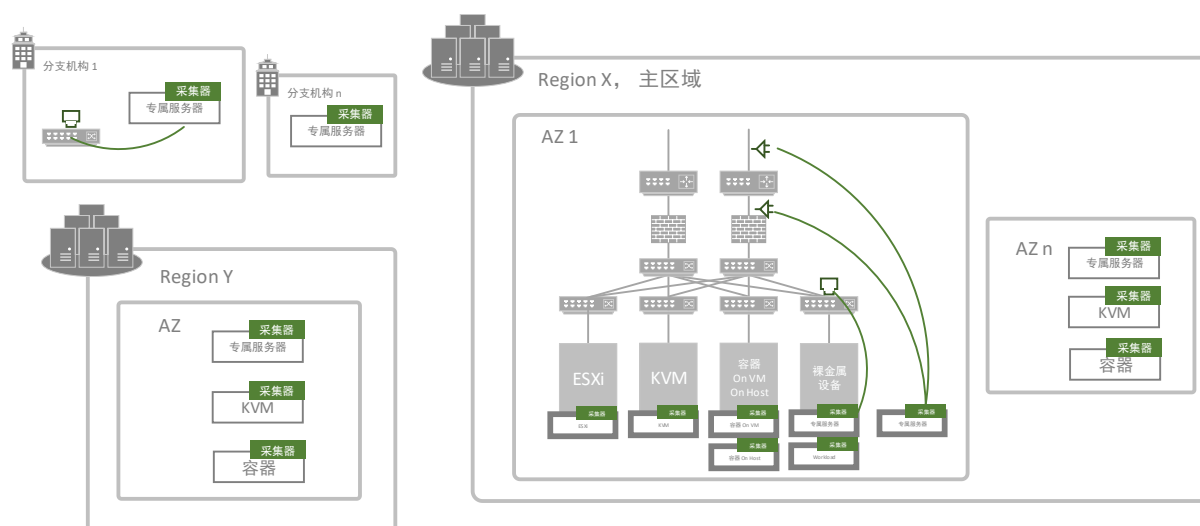 分支机构 1
采集器
专属服务器
分支机构 n
采集器
专属服务器
Region Y
AZ
采集器
专属服务器
采集器
KVM
采集器
容器
Region X， 主区域
AZ 1
ESXi
KVM
容器
On VM
On Host
裸金属
设备
采集器
采集器
KVM
采集器
容器 On VM
采集器
专属服务器
采集器
专属服务器
采集器
容器 On Host
采集器
Workload
AZ n
采集器
专属服务器
采集器
KVM
采集器
容器